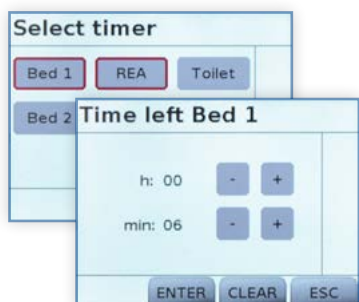 Select timer
Bed 1 REA Toilet
Bed 2
Time left Bed 1
h: 00 - +
min: 06 - +
ENTER CLEAR ESC